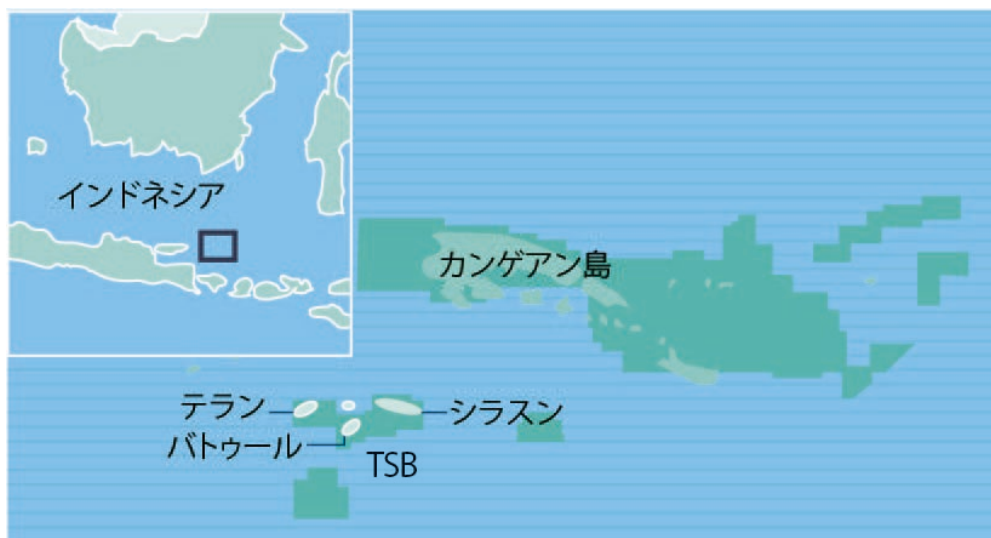 インドネシア
カンゲアン島
テラン
シラスン
バトゥール
TSB